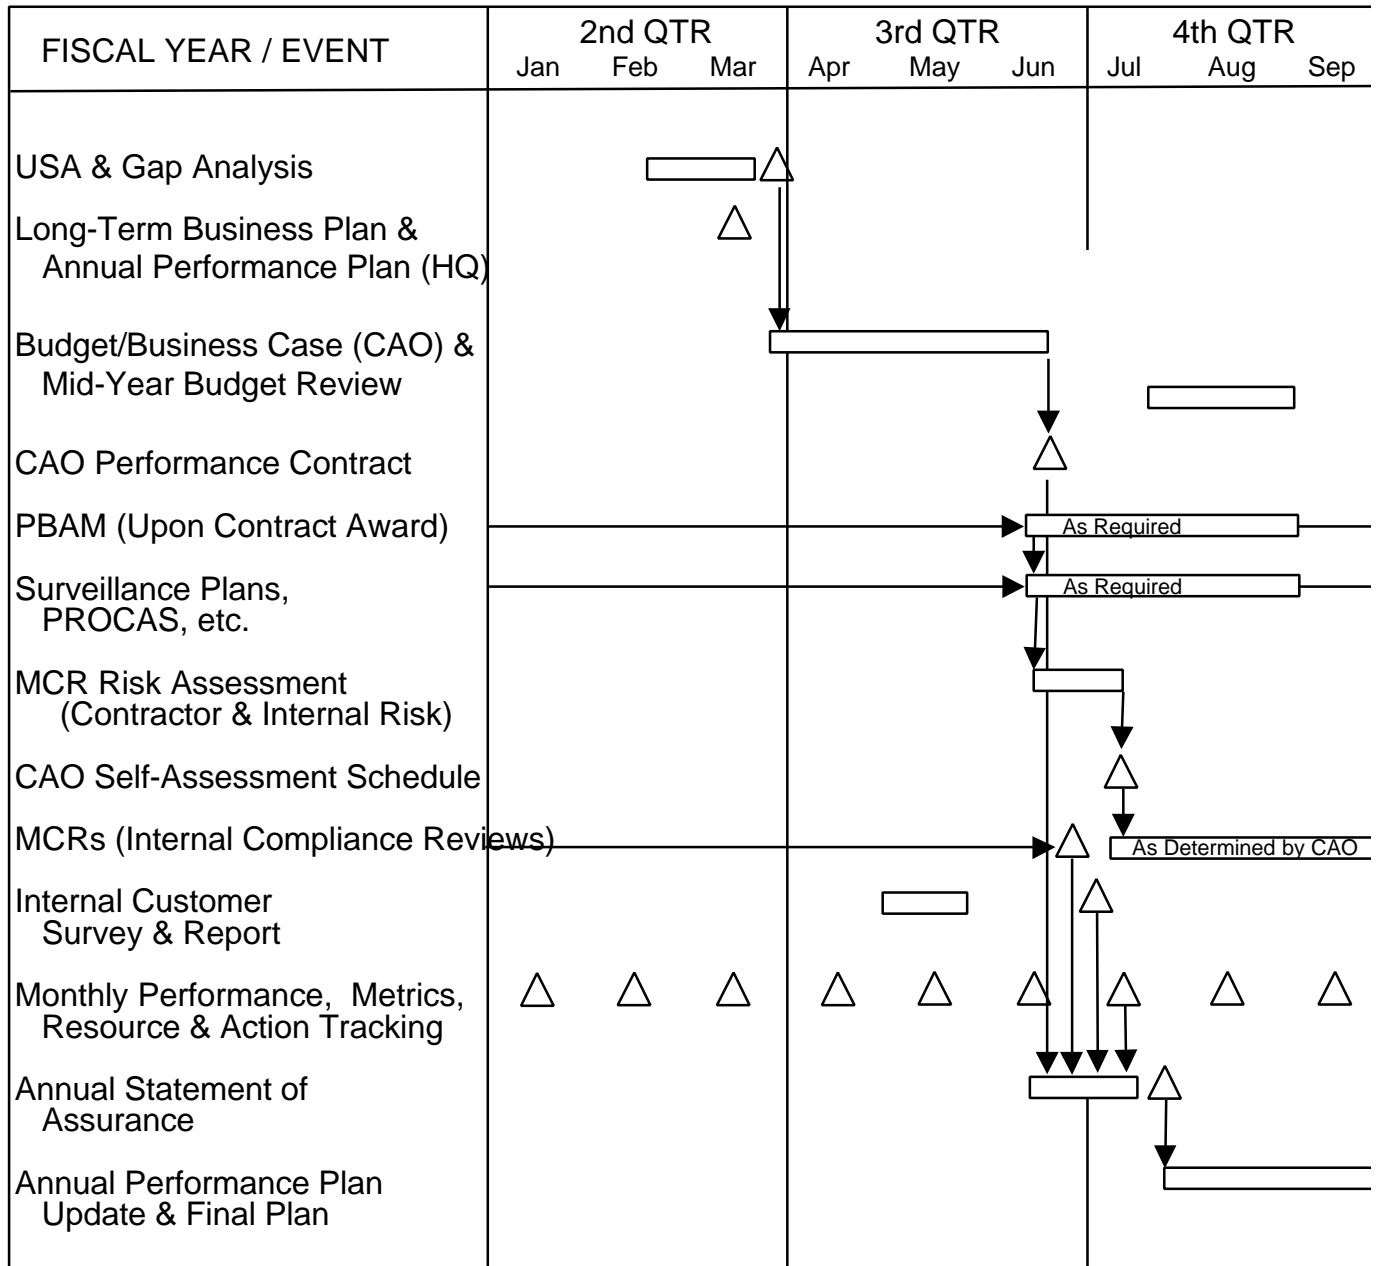 FISCAL YEAR / EVENT
2nd QTR
3rd QTR
4th QTR
Jan Feb Mar Apr May Jun Jul Aug Sep
USA & Gap Analysis
Long-Term Business Plan &
Annual Performance Plan (HQ)
Budget/Business Case (CAO) &
Mid-Year Budget Review
CAO Performance Contract
PBAM (Upon Contract Award)
As Required
Surveillance Plans,
PROCAS, etc.
As Required
MCR Risk Assessment
(Contractor & Internal Risk)
CAO Self-Assessment Schedule
MCRs (Internal Compliance Reviews)
As Determined by CAO
Internal Customer
Survey & Report
Monthly Performance, Metrics,
Resource & Action Tracking
Annual Statement of
Assurance
Annual Performance Plan
Update & Final Plan